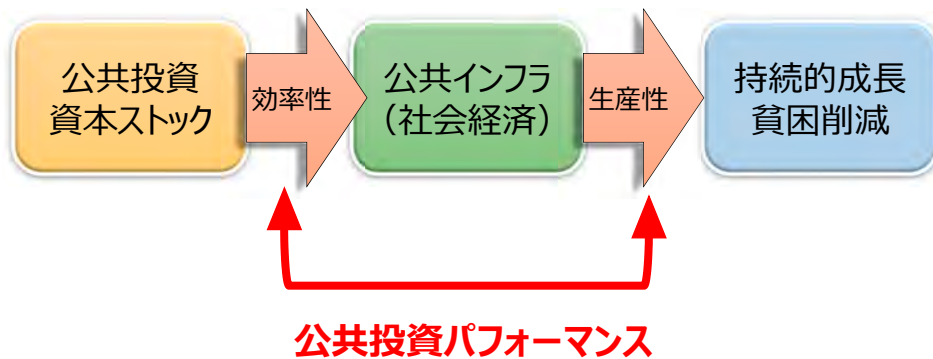 公共投資
資本ストック
効率性
公共インフラ
（社会経済）
生産性
持続的成長
貧困削減
公共投資パフォーマンス